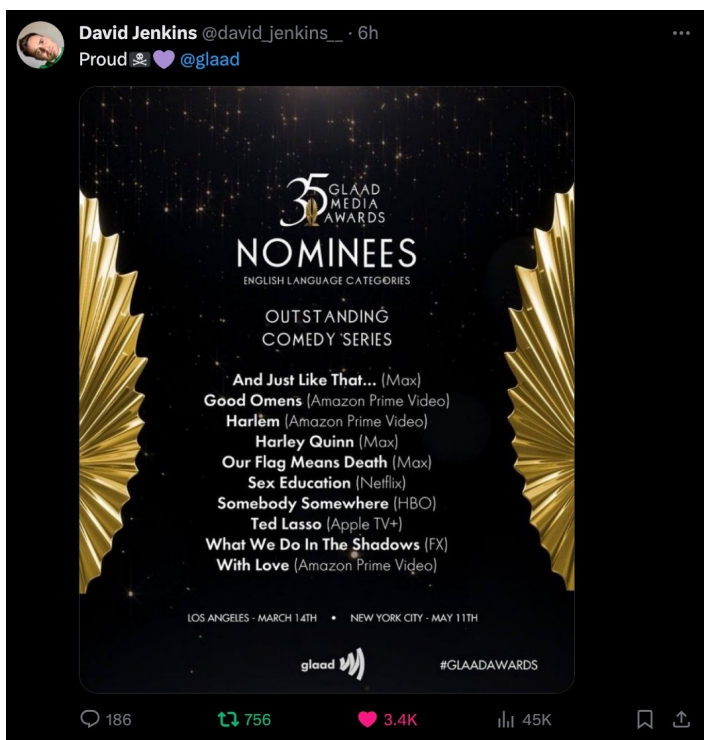 David Jenkins @david_jenkins__ · 6h
Proud☠️💜 @glaad
35 GLAAD
MEDIA
AWARDS
NOMINEES
ENGLISH LANGUAGE CATEGORIES
OUTSTANDING
COMEDY SERIES
And Just Like That... (Max)
Good Omens (Amazon Prime Video)
Harlem (Amazon Prime Video)
Harley Quinn (Max)
Our Flag Means Death (Max)
Sex Education (Netflix)
Somebody Somewhere (HBO)
Ted Lasso (Apple TV+)
What We Do In The Shadows (FX)
With Love (Amazon Prime Video)
LOS ANGELES - MARCH 14TH • NEW YORK CITY - MAY 11TH
glaad #GLAADAWARDS
186 756 3.4K 45K